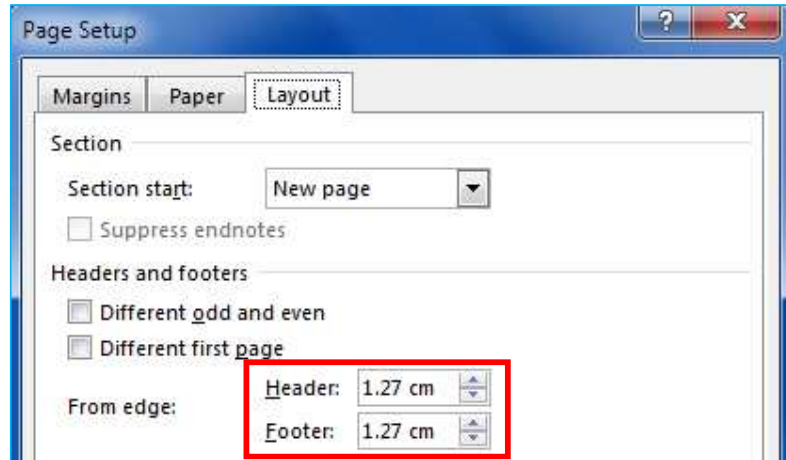 Page Setup
Margins Paper Layout
Section
Section start: New page
Suppress endnotes
Headers and footers
Different odd and even
Different first page
From edge:
Header: 1.27 cm
Footer: 1.27 cm